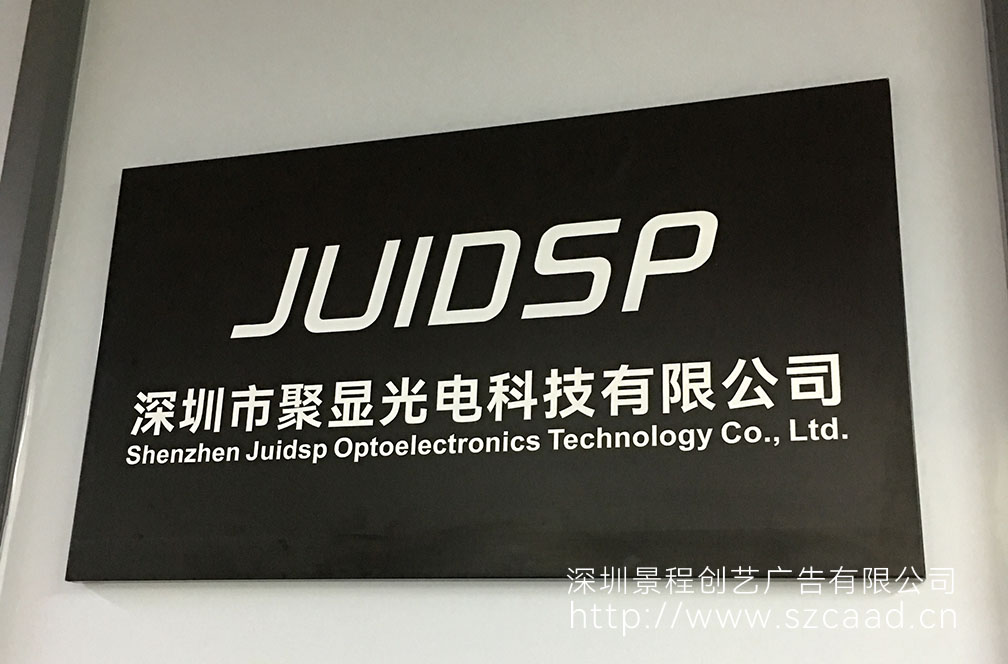 JUIDSP
深圳市聚显光电科技有限公司
Shenzhen Juidsp Optoelectronics Technology Co., Ltd.
深圳景程创艺广告有限公司
http://www.szcaad.cn